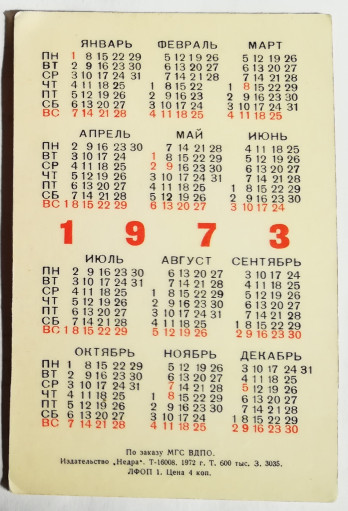 ЯНВАРЬ ФЕВРАЛЬ МАРТ
ПН 1 8 15 22 29 5 12 19 26 5 12 19 26
ВТ 2 9 16 23 30 6 13 20 27 6 13 20 27
СР 3 10 17 24 31 7 14 21 28 7 14 21 28
ЧТ 4 11 18 25 1 8 15 22 1 8 15 22 29
ПТ 5 12 19 26 2 9 16 23 2 9 16 23 30
СБ 6 13 20 27 3 10 17 24 3 10 17 24 31
ВС 7 14 21 28 4 11 18 25 4 11 18 25
АПРЕЛЬ МАЙ ИЮНЬ
ПН 2 9 16 23 30 7 14 21 28 4 11 18 25
ВТ 3 10 17 24 1 8 15 22 29 5 12 19 26
СР 4 11 18 25 2 9 16 23 30 6 13 20 27
ЧТ 5 12 19 26 3 10 17 24 31 7 14 21 28
ПТ 6 13 20 27 4 11 18 25 1 8 15 22 29
СБ 7 14 21 28 5 12 19 26 2 9 16 23 30
ВС 1 8 15 22 29 6 13 20 27 3 10 17 24
1973
ИЮЛЬ АВГУСТ СЕНТЯБРЬ
ПН 2 9 16 23 30 6 13 20 27 3 10 17 24
ВТ 3 10 17 24 31 7 14 21 28 4 11 18 25
СР 4 11 18 25 1 8 15 22 29 5 12 19 26
ЧТ 5 12 19 26 2 9 16 23 30 6 13 20 27
ПТ 6 13 20 27 3 10 17 24 31 7 14 21 28
СБ 7 14 21 28 4 11 18 25 1 8 15 22 29
ВС 1 8 15 22 29 5 12 19 26 2 9 16 23 30
ОКТЯБРЬ НОЯБРЬ ДЕКАБРЬ
ПН 1 8 15 22 29 5 12 19 26 3 10 17 24 31
ВТ 2 9 16 23 30 6 13 20 27 4 11 18 25
СР 3 10 17 24 31 7 14 21 28 5 12 19 26
ЧТ 4 11 18 25 1 8 15 22 29 6 13 20 27
ПТ 5 12 19 26 2 9 16 23 30 7 14 21 28
СБ 6 13 20 27 3 10 17 24 1 8 15 22 29
ВС 7 14 21 28 4 11 18 25 2 9 16 23 30
По заказу МГС ВДПО.
Издательство „Недра". Т-16008. 1972 г. Т. 600 тыс. З. 3035.
ЛФОП 1. Цена 4 коп.